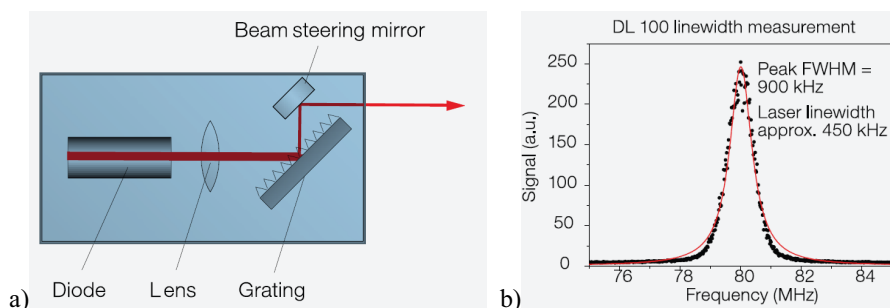 Beam steering mirror
Diode
Lens
Grating
a)
DL 100 linewidth measurement
Peak FWHM =
900 kHz
Laser linewidth
approx. 450 kHz
Signal (a.u.)
250
200
150
100
50
0
76
78
80
82
84
Frequency (MHz)
b)